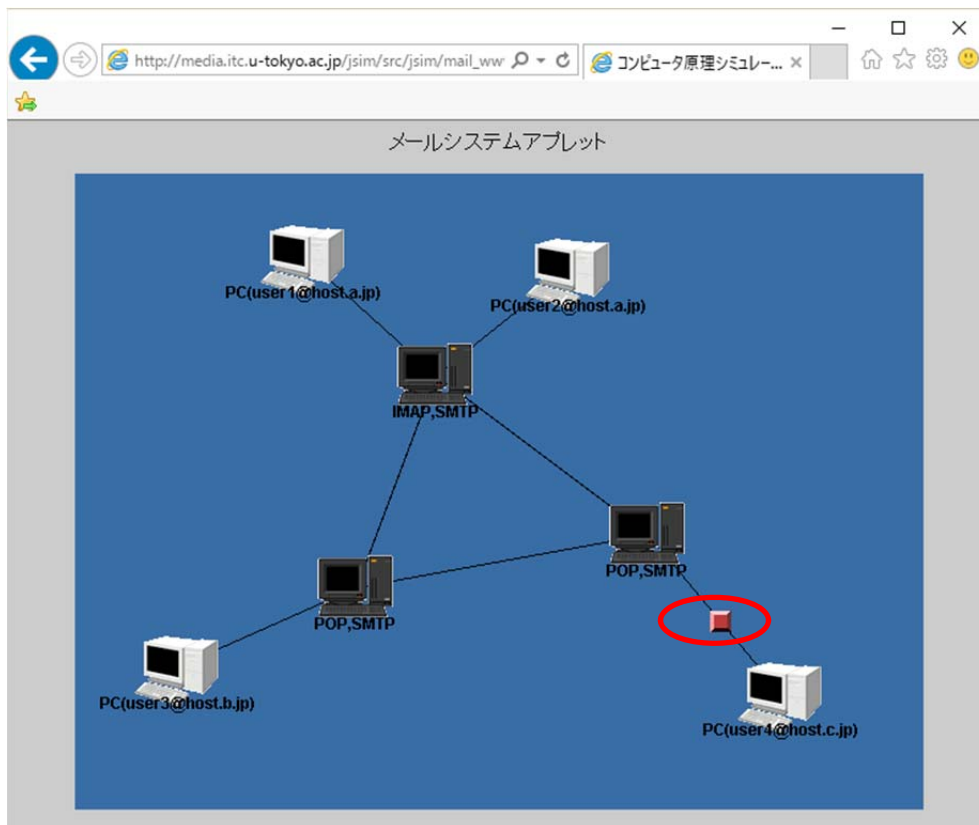 http://media.itc.u-tokyo.ac.jp/jsim/src/jsim/mail_ww
コンピュータ原理シミュレー...
メールシステムアプレット
PC(user1@host.a.jp)
PC(user2@host.a.jp)
IMAP,SMTP
POP,SMTP
POP,SMTP
PC(user3@host.b.jp)
PC(user4@host.c.jp)